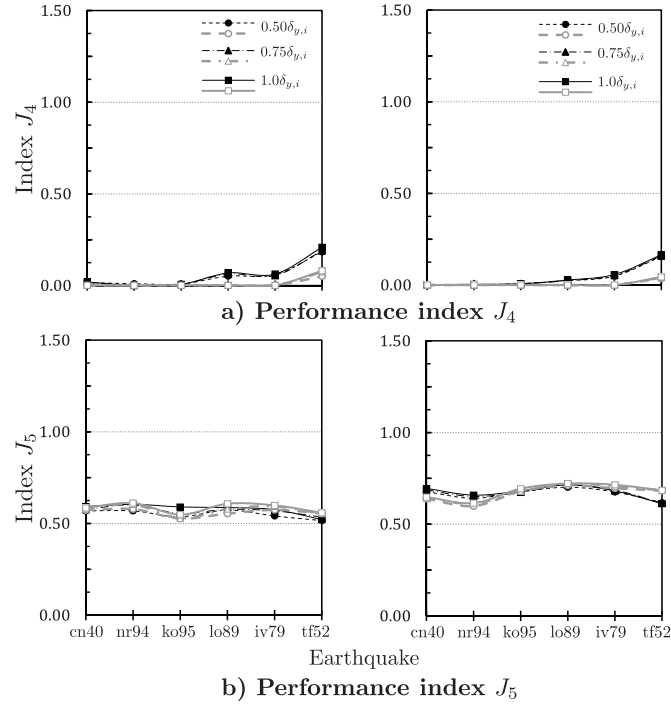 1.50
1.00
0.50
0.00
Index J4
0.50δy,i
0.75δy,i
1.0δy,i
1.50
1.00
0.50
0.00
0.50δy,i
0.75δy,i
1.0δy,i
a) Performance index J4
1.50
1.00
0.50
0.00
Index J5
cn40 nr94 ko95 lo89 iv79 tf52
1.50
1.00
0.50
0.00
cn40 nr94 ko95 lo89 iv79 tf52
Earthquake
b) Performance index J5